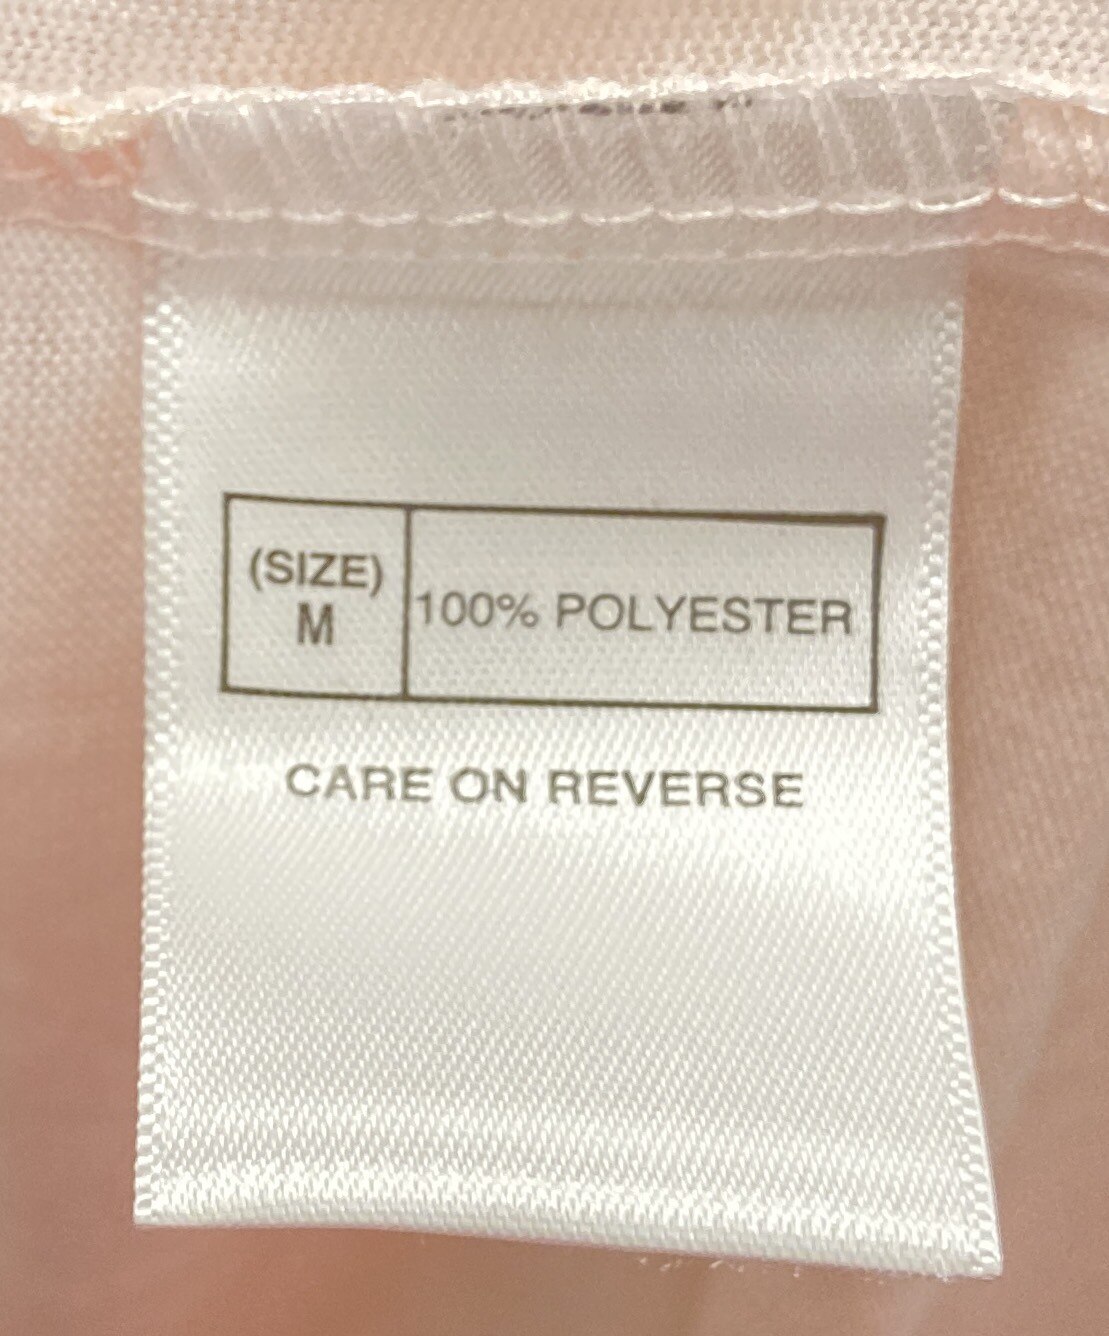 (SIZE)
M
100% POLYESTER
CARE ON REVERSE